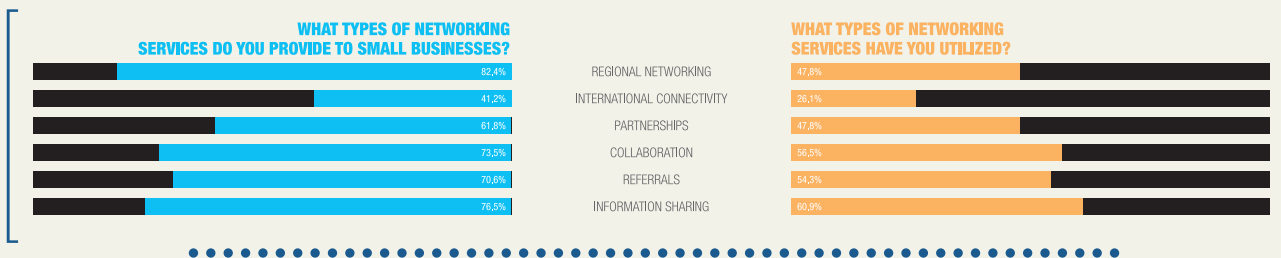 WHAT TYPES OF NETWORKING
SERVICES DO YOU PROVIDE TO SMALL BUSINESSES?
WHAT TYPES OF NETWORKING
SERVICES HAVE YOU UTILIZED?
82,4% REGIONAL NETWORKING 47,8%
41,2% INTERNATIONAL CONNECTIVITY 26,1%
61,8% PARTNERSHIPS 47,8%
73,5% COLLABORATION 56,5%
70,6% REFERRALS 54,3%
76,5% INFORMATION SHARING 60,9%